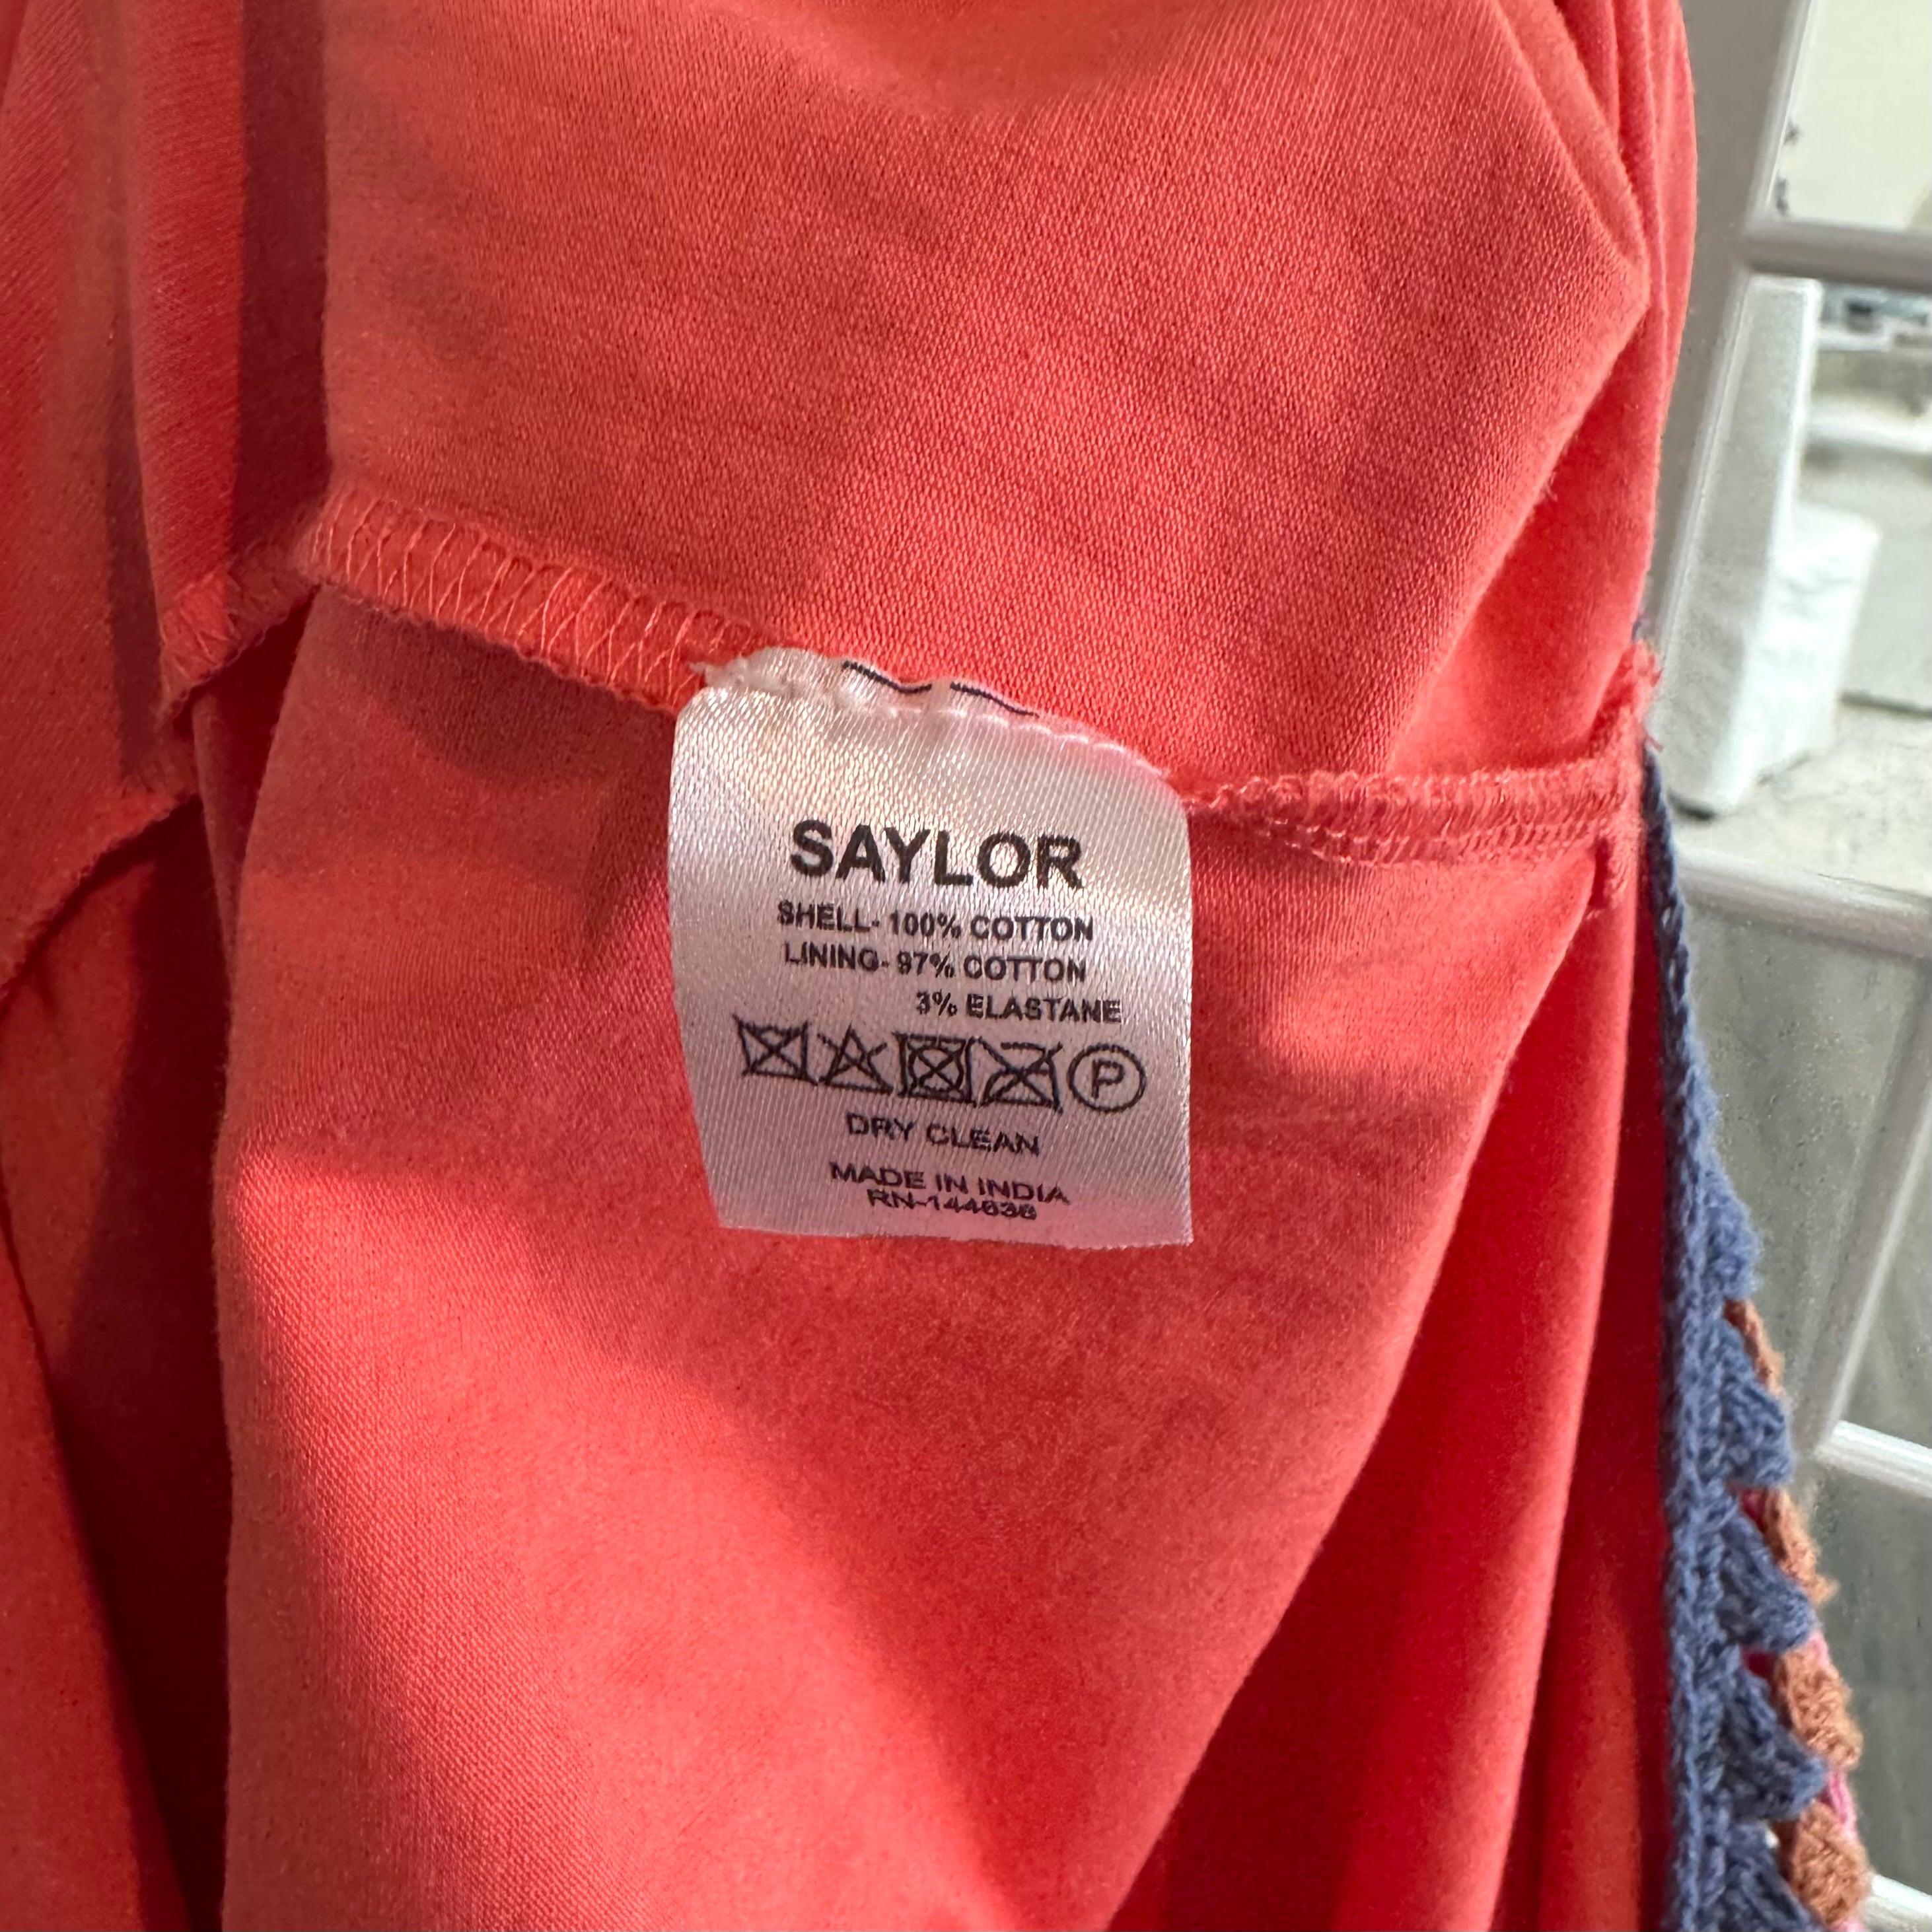 SAYLOR
SHELL- 100% COTTON
LINING- 97% COTTON
3% ELASTANE
P
DRY CLEAN
MADE IN INDIA